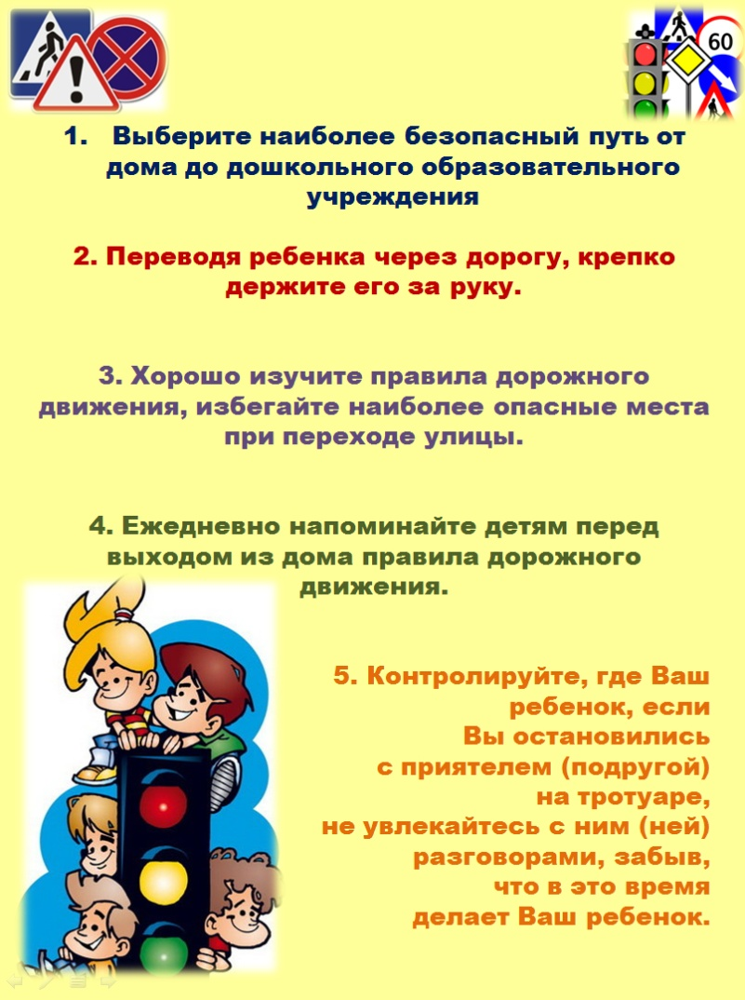 60
1. Выберите наиболее безопасный путь от
дома до дошкольного образовательного
учреждения
2. Переводя ребенка через дорогу, крепко
держите его за руку.
3. Хорошо изучите правила дорожного
движения, избегайте наиболее опасные места
при переходе улицы.
4. Ежедневно напоминайте детям перед
выходом из дома правила дорожного
движения.
5. Контролируйте, где Ваш
ребенок, если
Вы остановились
с приятелем (подругой)
на тротуаре,
не увлекайтесь с ним (ней)
разговорами, забыв,
что в это время
делает Ваш ребенок.